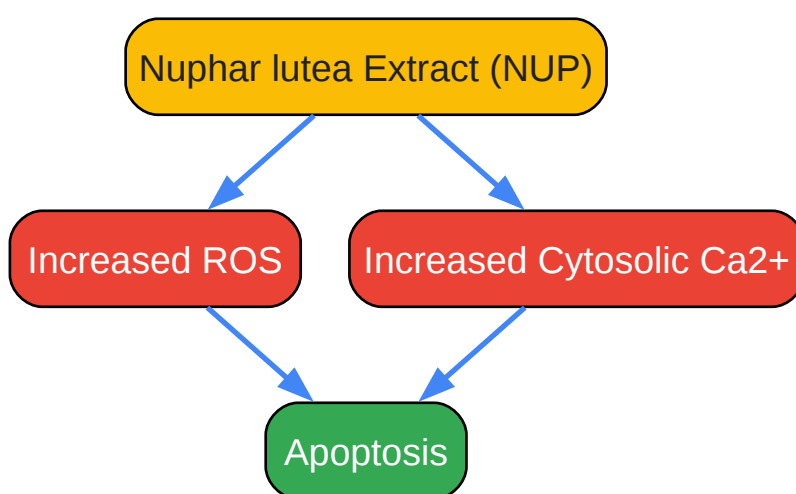 Nuphar lutea Extract (NUP)
Increased ROS
Increased Cytosolic Ca2+
Apoptosis